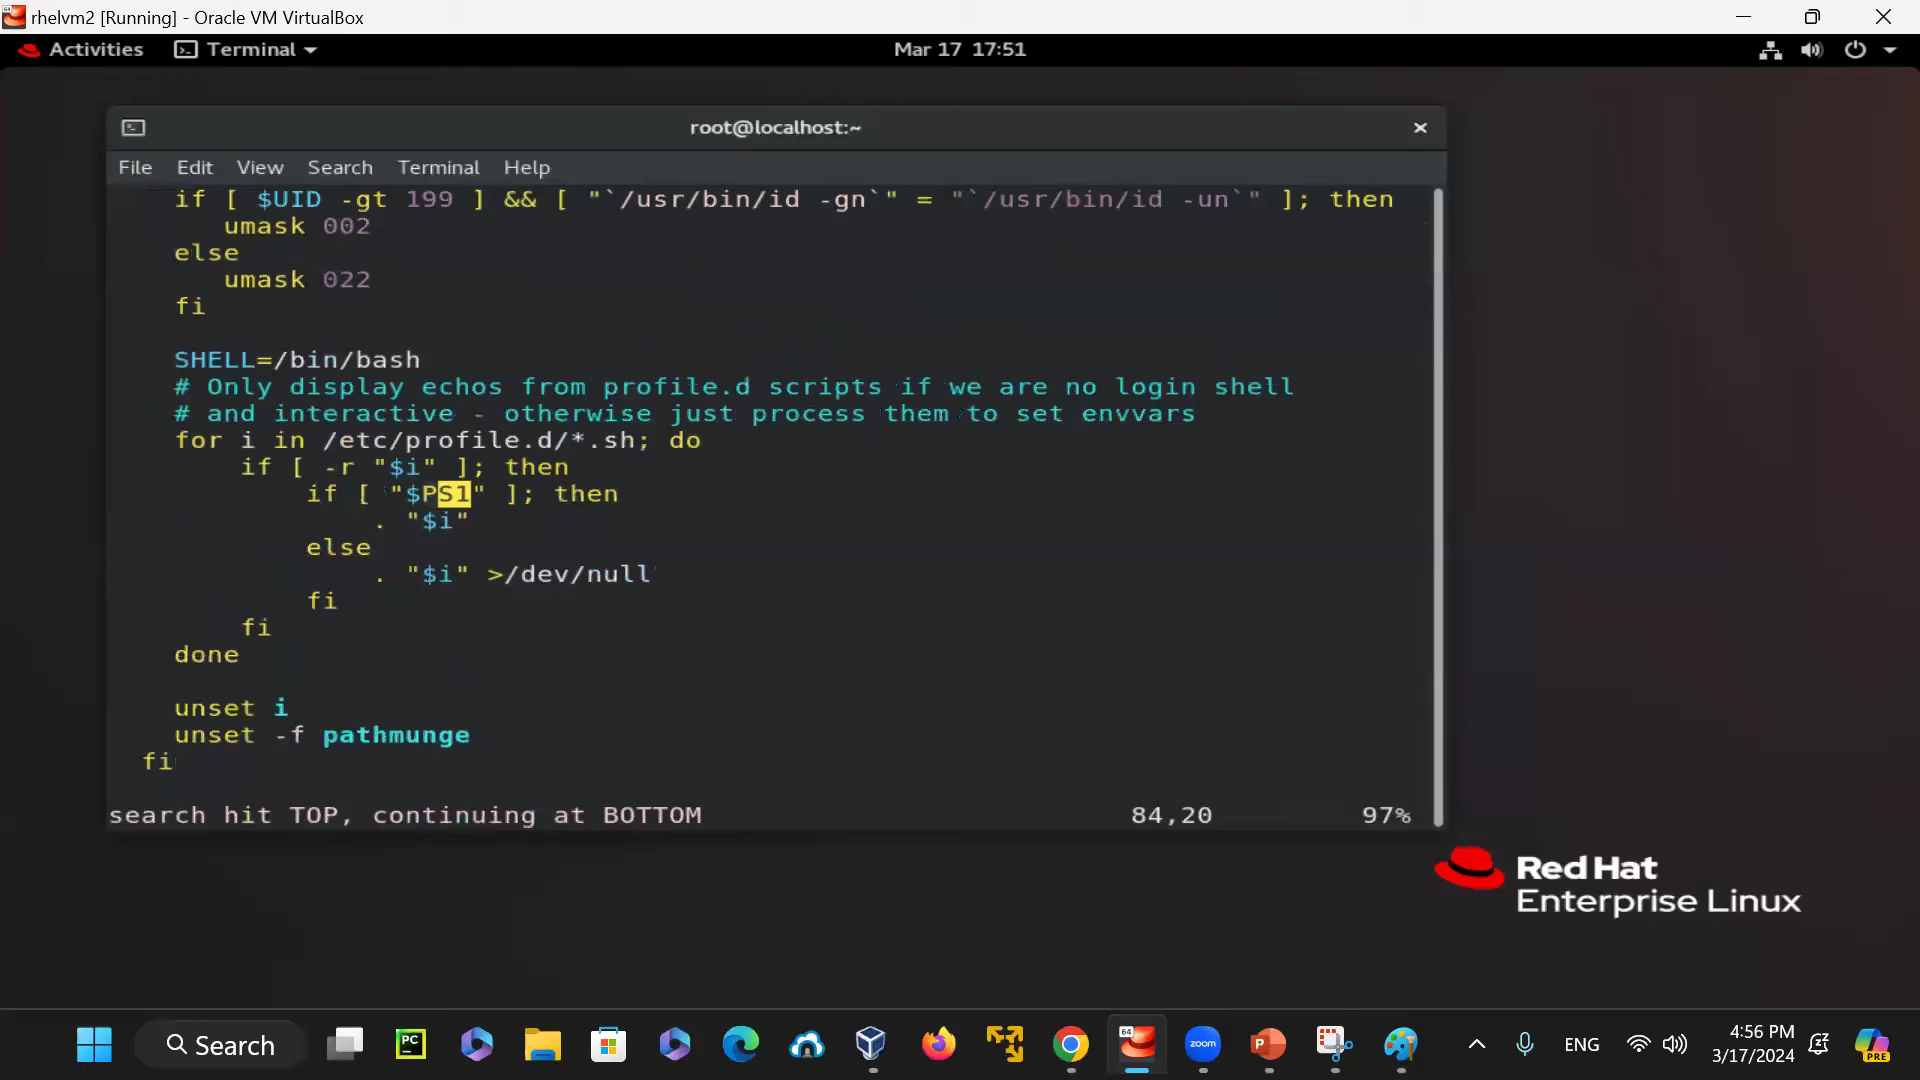 rhelvm2 [Running] - Oracle VM VirtualBox
Activities Terminal Mar 17 17:51
root@localhost:~
File Edit View Search Terminal Help
if [ $UID -gt 199 ] && [ "`/usr/bin/id -gn`" = "`/usr/bin/id -un`" ]; then
umask 002
else
umask 022
fi
SHELL=/bin/bash
# Only display echos from profile.d scripts if we are no login shell
# and interactive - otherwise just process them to set envvars
for i in /etc/profile.d/*.sh; do
if [ -r "$i" ]; then
if [ "$PS1" ]; then
. "$i"
else
. "$i" >/dev/null
fi
fi
done
unset i
unset -f pathmunge
fi
search hit TOP, continuing at BOTTOM 84,20 97%
Red Hat
Enterprise Linux
Search PC 64 zoom P ENG 4:56 PM
3/17/2024 PRE